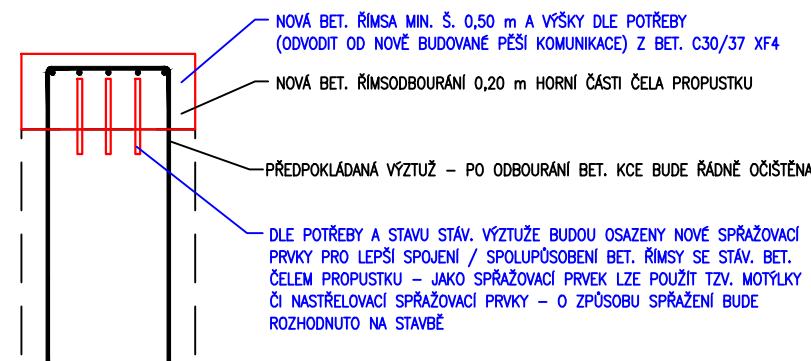 NOVÁ BET. ŘÍMSA MIN. Š. 0,50 m A VÝŠKY DLE POTŘEBY
(ODVODIT OD NOVĚ BUDOVANÉ PĚŠÍ KOMUNIKACE) Z BET. C30/37 XF4
NOVÁ BET. ŘÍMSODBOURÁNÍ 0,20 m HORNÍ ČÁSTI ČELA PROPUSTKU
PŘEDPOKLÁDANÁ VÝZTUŽ – PO ODBOURÁNÍ BET. KCE BUDE ŘÁDNĚ OČIŠTĚNA
DLE POTŘEBY A STAVU STÁV. VÝZTUŽE BUDOU OSAZENY NOVÉ SPŘAŽOVACÍ
PRVKY PRO LEPŠÍ SPOJENÍ / SPOLUPŮSOBENÍ BET. ŘÍMSY SE STÁV. BET.
ČELEM PROPUSTKU – JAKO SPŘAŽOVACÍ PRVEK LZE POUŽÍT TZV. MOTÝLKY
ČI NASTŘELOVACÍ SPŘAŽOVACÍ PRVKY – O ZPŮSOBU SPŘAŽENÍ BUDE
ROZHODNUTO NA STAVBĚ